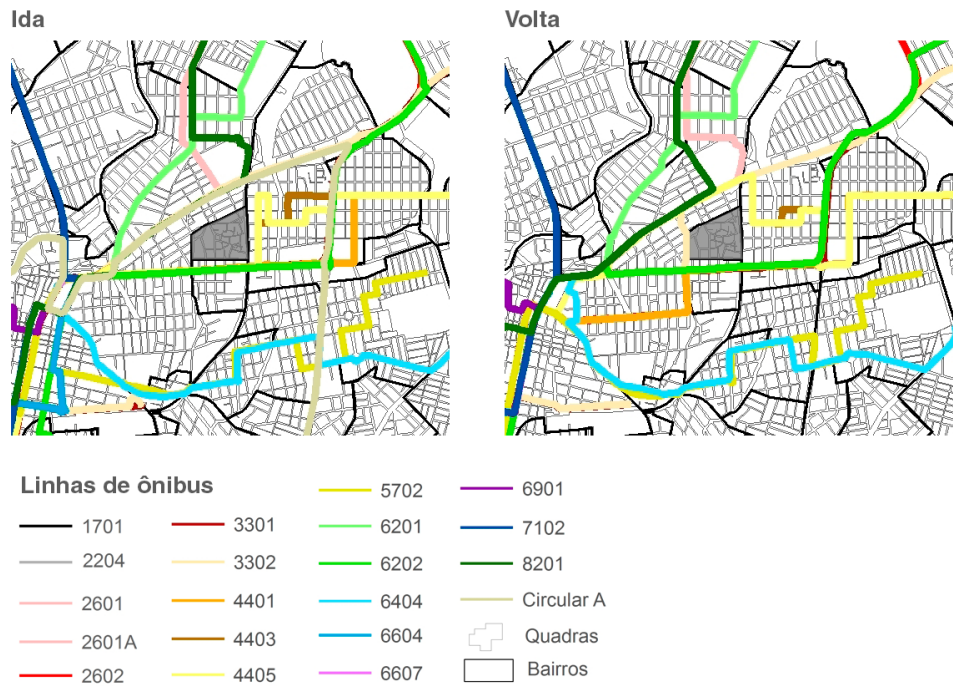 Ida
Volta
Linhas de ônibus
1701
2204
2601
2601A
2602
3301
3302
4401
4403
4405
5702
6201
6202
6404
6604
6607
6901
7102
8201
Circular A
Quadras
Bairros